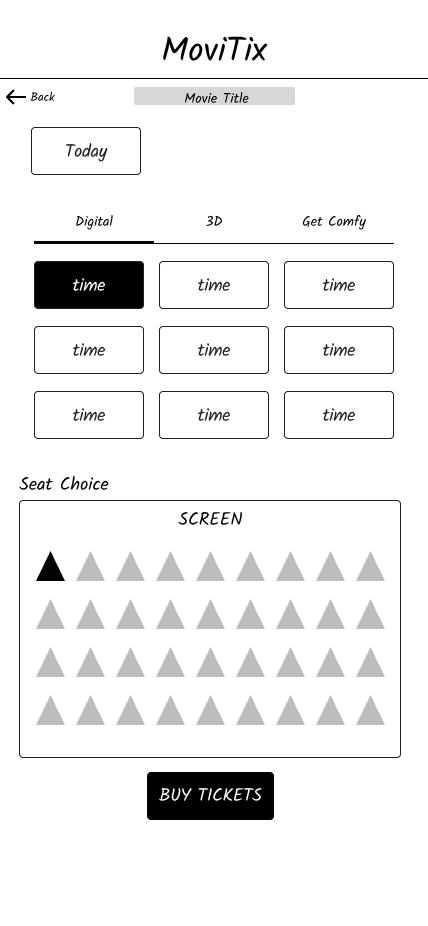 MoviTix
Back
Movie Title
Today
Digital 3D Get Comfy
time time time
time time time
time time time
Seat Choice
SCREEN
BUY TICKETS